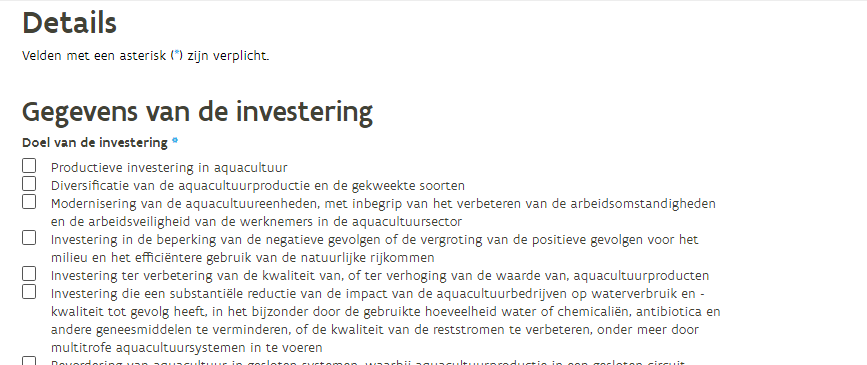 Details
Velden met een asterisk (*) zijn verplicht.
Gegevens van de investering
Doel van de investering *
Productieve investering in aquacultuur
Diversificatie van de aquacultuurproductie en de gekweekte soorten
Modernisering van de aquacultuureenheden, met inbegrip van het verbeteren van de arbeidsomstandigheden
en de arbeidsveiligheid van de werknemers in de aquacultuursector
Investering in de beperking van de negatieve gevolgen of de vergroting van de positieve gevolgen voor het
milieu en het efficiëntere gebruik van de natuurlijke rijkommen
Investering ter verbetering van de kwaliteit van, of ter verhoging van de waarde van, aquacultuurproducten
Investering die een substantiële reductie van de impact van de aquacultuurbedrijven op waterverbruik en -
kwaliteit tot gevolg heeft, in het bijzonder door de gebruikte hoeveelheid water of chemicaliën, antibiotica en
andere geneesmiddelen te verminderen, of de kwaliteit van de reststromen te verbeteren, onder meer door
multitrofe aquacultuursystemen in te voeren
Bevordering van aquacultuur in gesloten systemen, waarbij aquacultuurproductie in een gesloten circuit